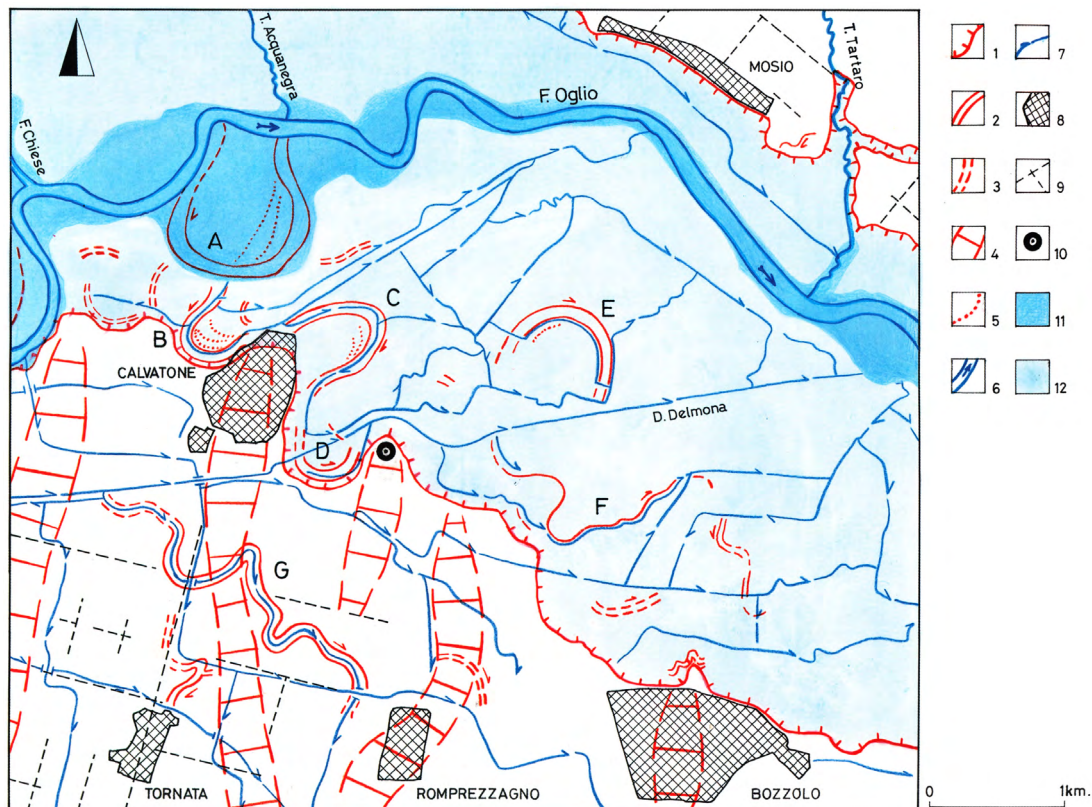 T. Acquanegra
F. Chiese
F. Oglio
MOSIO
T. Tartaro
A
B
C
E
CALVATONE
D. Delmona
D
F
G
TORNATA
ROMPREZZAGNO
BOZZOLO
1
7
2
8
3
9
4
10
5
11
6
12
0 1km